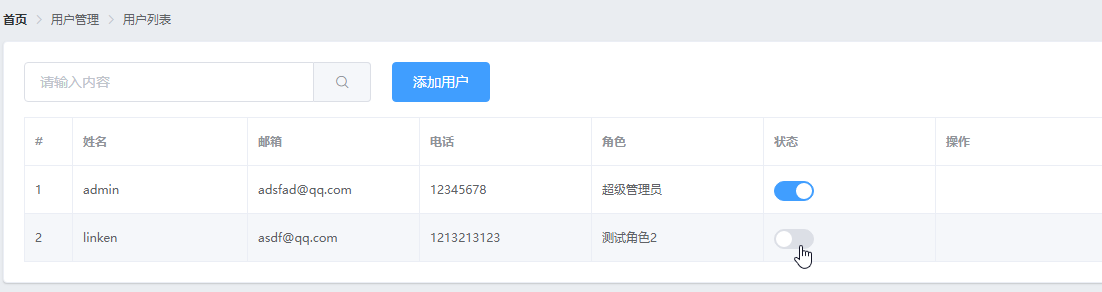 首页 > 用户管理 > 用户列表
请输入内容 添加用户
# 姓名 邮箱 电话 角色 状态 操作
1 admin adsfad@qq.com 12345678 超级管理员
2 linken asdf@qq.com 1213213123 测试角色2